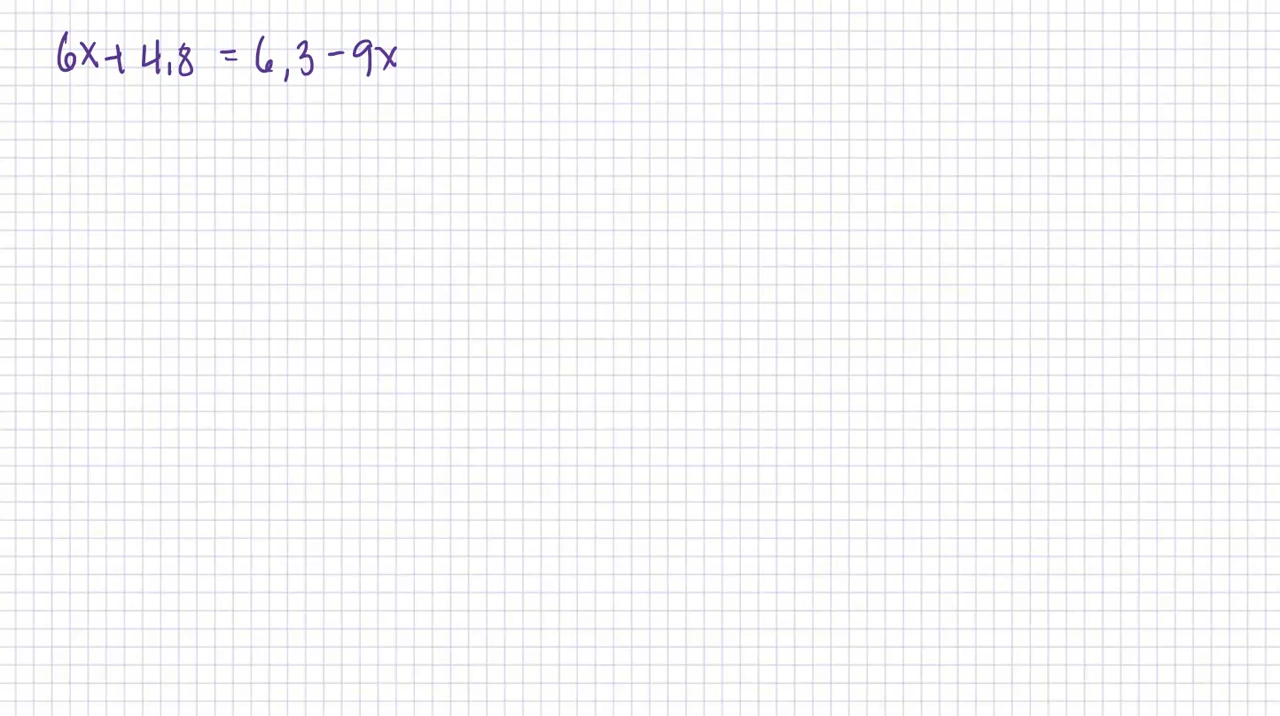 6x + 4,8 = 6,3 - 9x